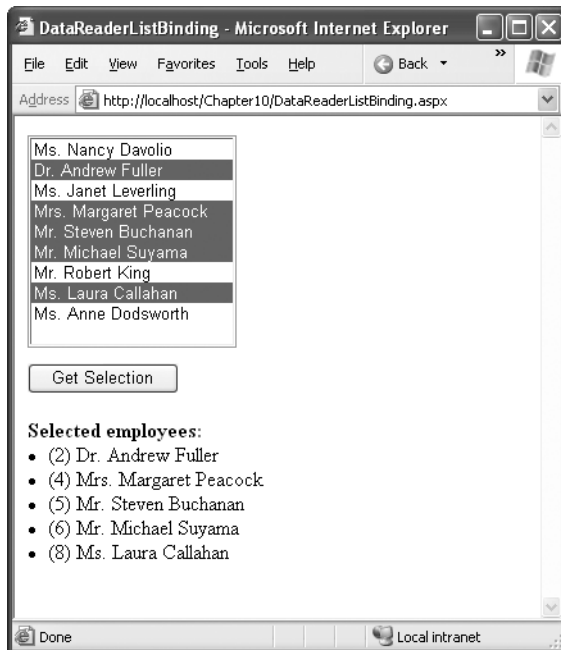 DataReaderListBinding - Microsoft Internet Explorer
File Edit View Favorites Tools Help Back »
Address http://localhost/Chapter10/DataReaderListBinding.aspx
Ms. Nancy Davolio
Dr. Andrew Fuller
Ms. Janet Leverling
Mrs. Margaret Peacock
Mr. Steven Buchanan
Mr. Michael Suyama
Mr. Robert King
Ms. Laura Callahan
Ms. Anne Dodsworth
Get Selection
Selected employees:
• (2) Dr. Andrew Fuller
• (4) Mrs. Margaret Peacock
• (5) Mr. Steven Buchanan
• (6) Mr. Michael Suyama
• (8) Ms. Laura Callahan
Done Local intranet